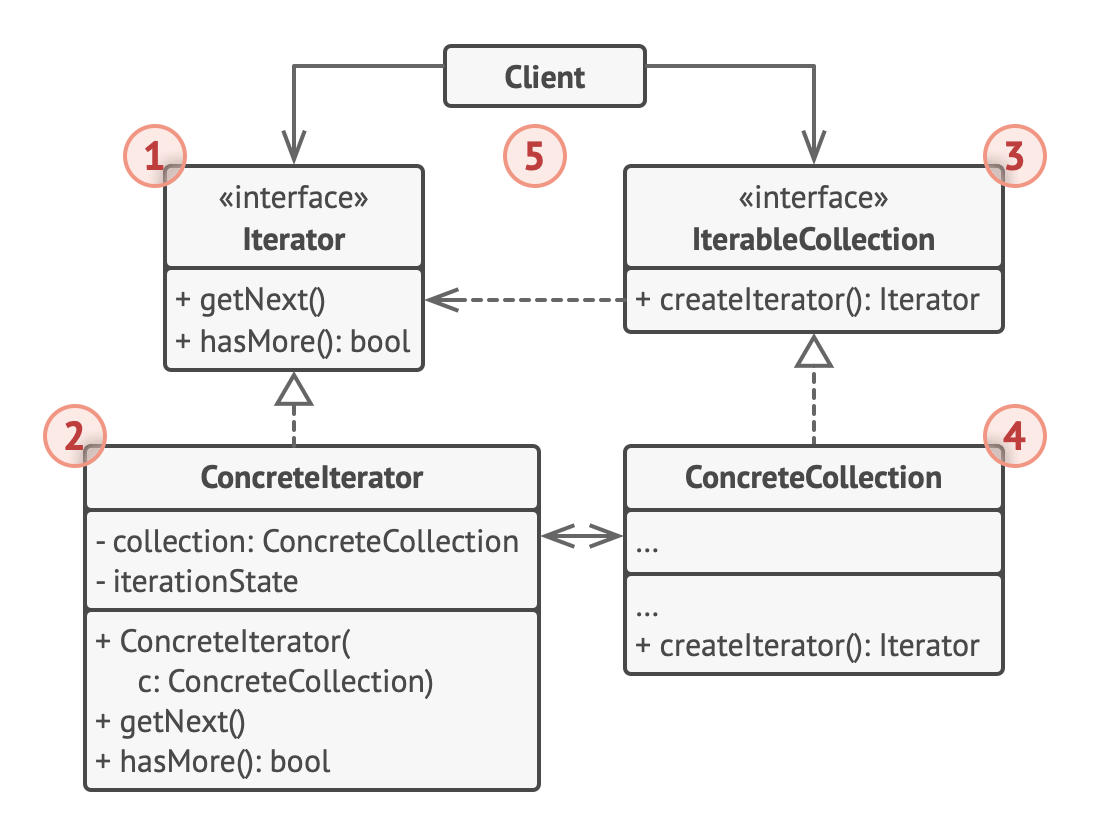 Client
1
5
3
«interface»
Iterator
+ getNext()
+ hasMore(): bool
«interface»
IterableCollection
+ createIterator(): Iterator
2
ConcreteIterator
- collection: ConcreteCollection
- iterationState
+ ConcreteIterator(
c: ConcreteCollection)
+ getNext()
+ hasMore(): bool
4
ConcreteCollection
...
...
+ createIterator(): Iterator